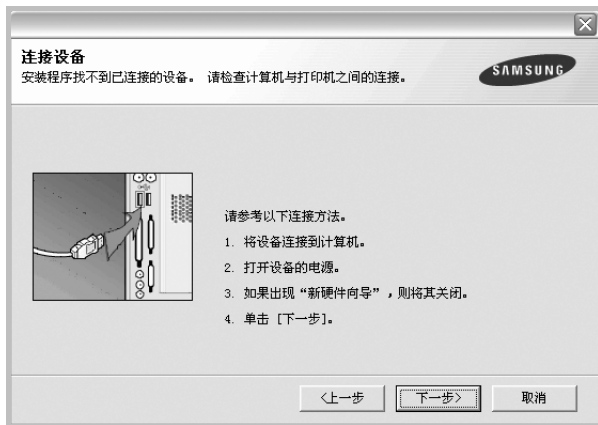 连接设备
安装程序找不到已连接的设备。 请检查计算机与打印机之间的连接。
SAMSUNG
请参考以下连接方法。
1. 将设备连接到计算机。
2. 打开设备的电源。
3. 如果出现“新硬件向导”,则将其关闭。
4. 单击 [下一步]。
<上一步
下一步>
取消